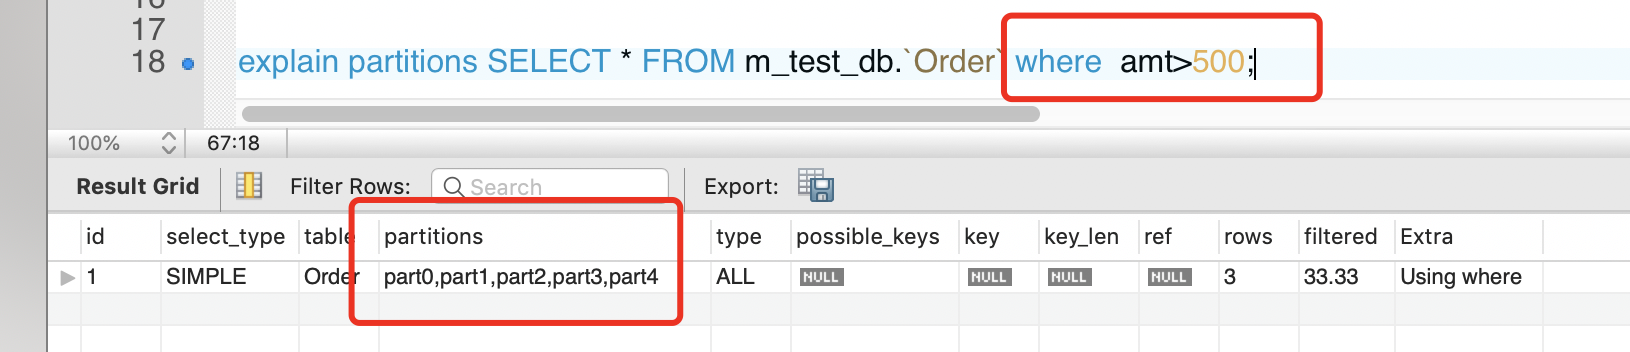 17
18 explain partitions SELECT * FROM m_test_db.`Order` where  amt>500;
100% 67:18
Result Grid Filter Rows: Search Export:
id select_type table partitions type possible_keys key key_len ref rows filtered Extra
1 SIMPLE Order part0,part1,part2,part3,part4 ALL NULL NULL NULL NULL 3 33.33 Using where